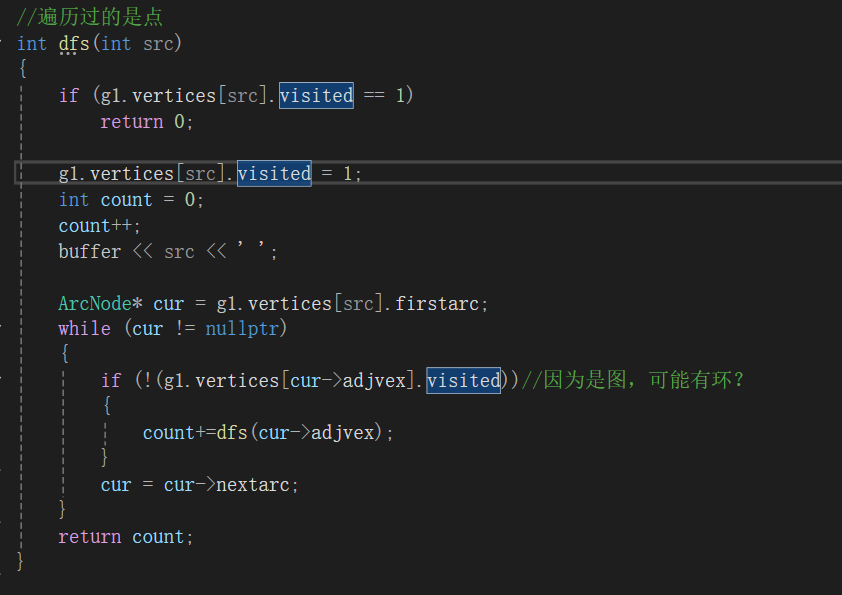 //遍历过的是点
int dfs(int src)
{
if (g1.vertices[src].visited == 1)
return 0;
g1.vertices[src].visited = 1;
int count = 0;
count++;
buffer << src << ' ';
ArcNode* cur = g1.vertices[src].firstarc;
while (cur != nullptr)
{
if (!(g1.vertices[cur->adjvex].visited))//因为是图，可能有环？
{
count+=dfs(cur->adjvex);
}
cur = cur->nextarc;
}
return count;
}